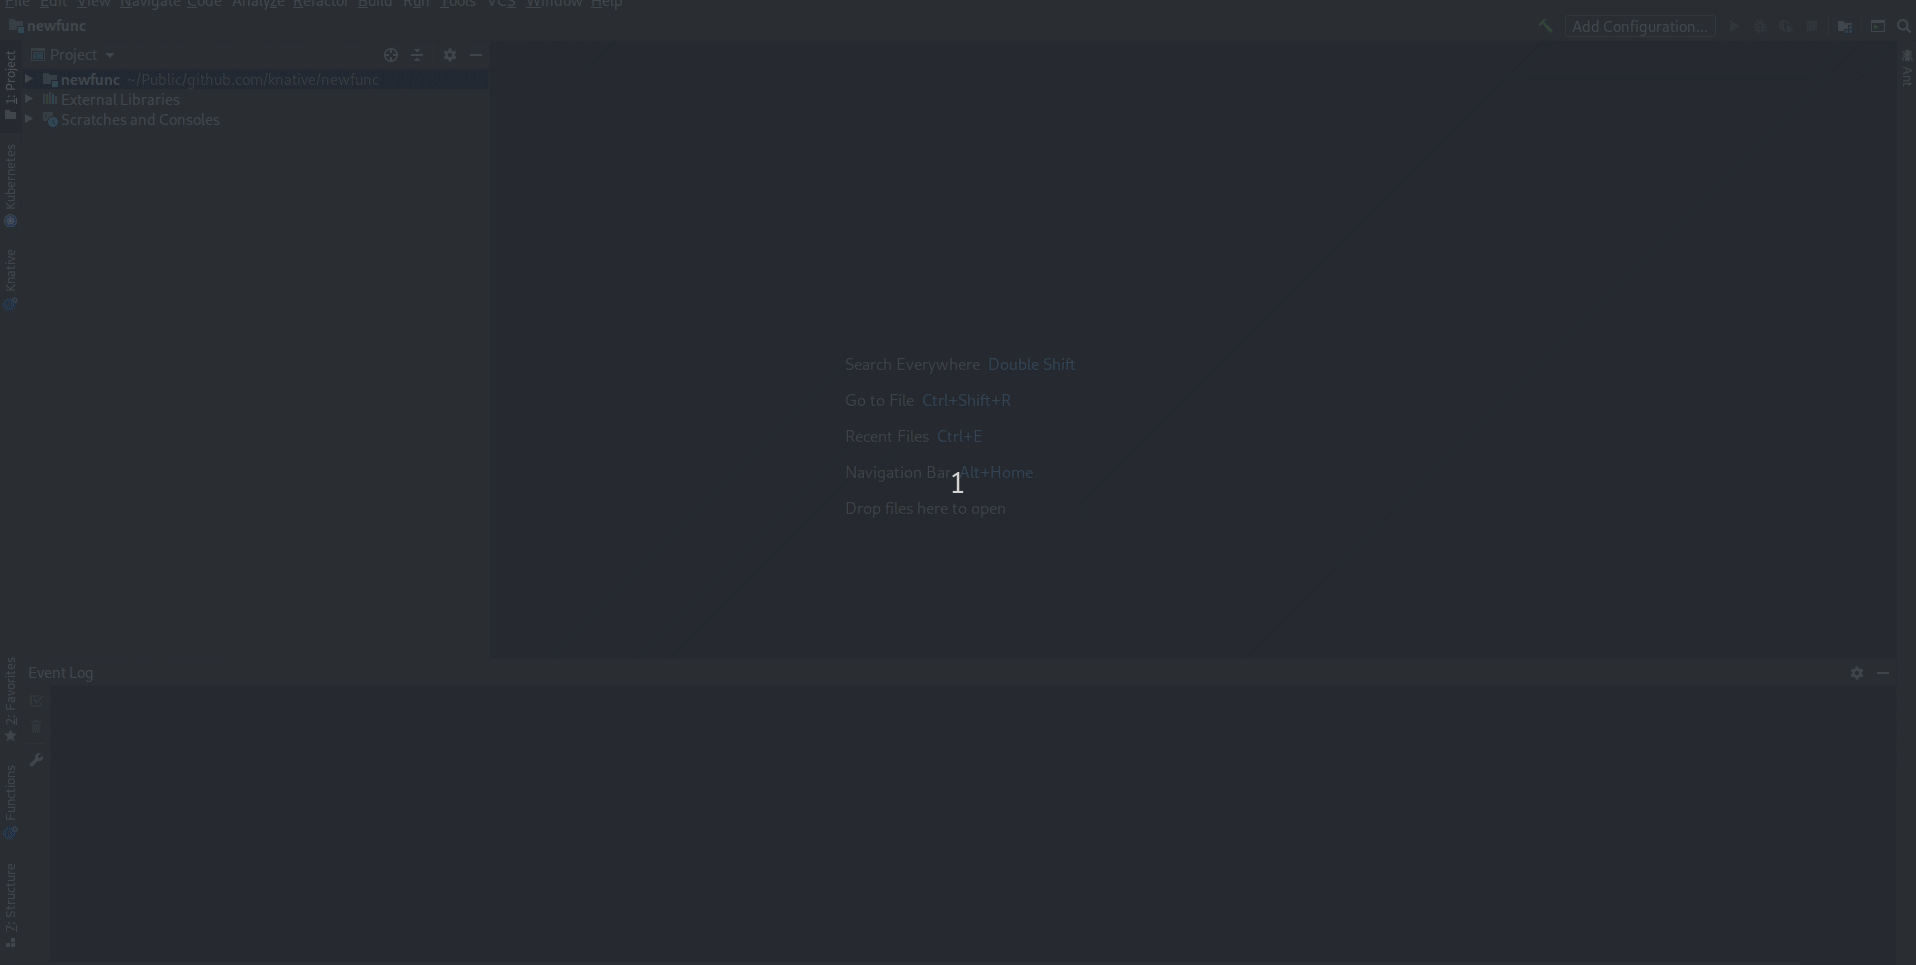 File Edit View Navigate Code Analyze Refactor Build Run Tools VCS Window Help
newfunc
Add Configuration...
1: Project
Project
newfunc ~/Public/github.com/knative/newfunc
External Libraries
Scratches and Consoles
Ant
Kubernetes
Knative
Search Everywhere Double Shift
Go to File Ctrl+Shift+R
Recent Files Ctrl+E
Navigation Bar Alt+Home
1
Drop files here to open
2: Favorites
Event Log
Functions
7: Structure